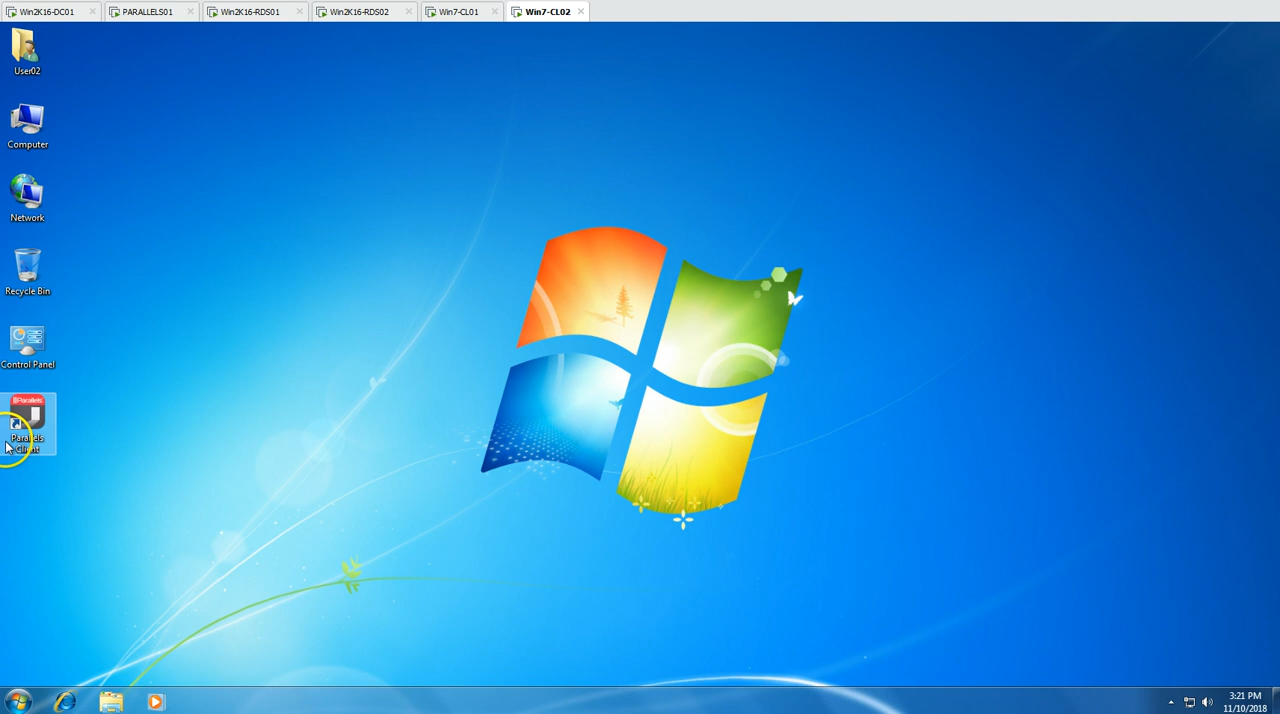 Win2K16-DC01
PARALLELS01
Win2K16-RDS01
Win2K16-RDS02
Win7-CL01
Win7-CL02
User02
Computer
Network
Recycle Bin
Control Panel
Parallels
Parallels
Client
3:21 PM
11/10/2018